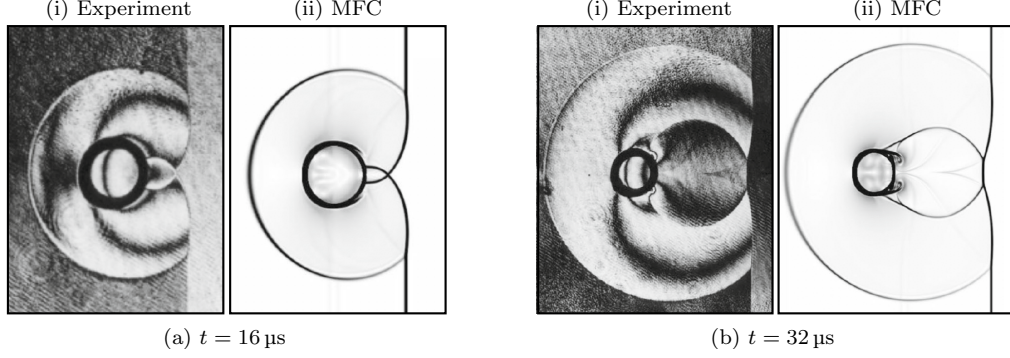 (i) Experiment (ii) MFC (i) Experiment (ii) MFC
(a) t = 16 µs (b) t = 32 µs